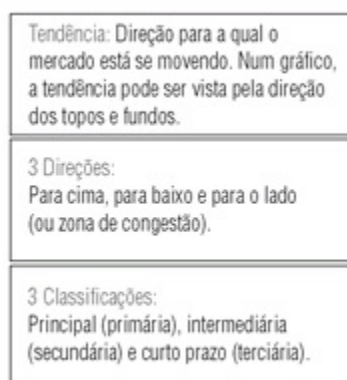 Tendência: Direção para a qual o
mercado está se movendo. Num gráfico,
a tendência pode ser vista pela direção
dos topos e fundos.
3 Direções:
Para cima, para baixo e para o lado
(ou zona de congestão).
3 Classificações:
Principal (primária), intermediária
(secundária) e curto prazo (terciária).